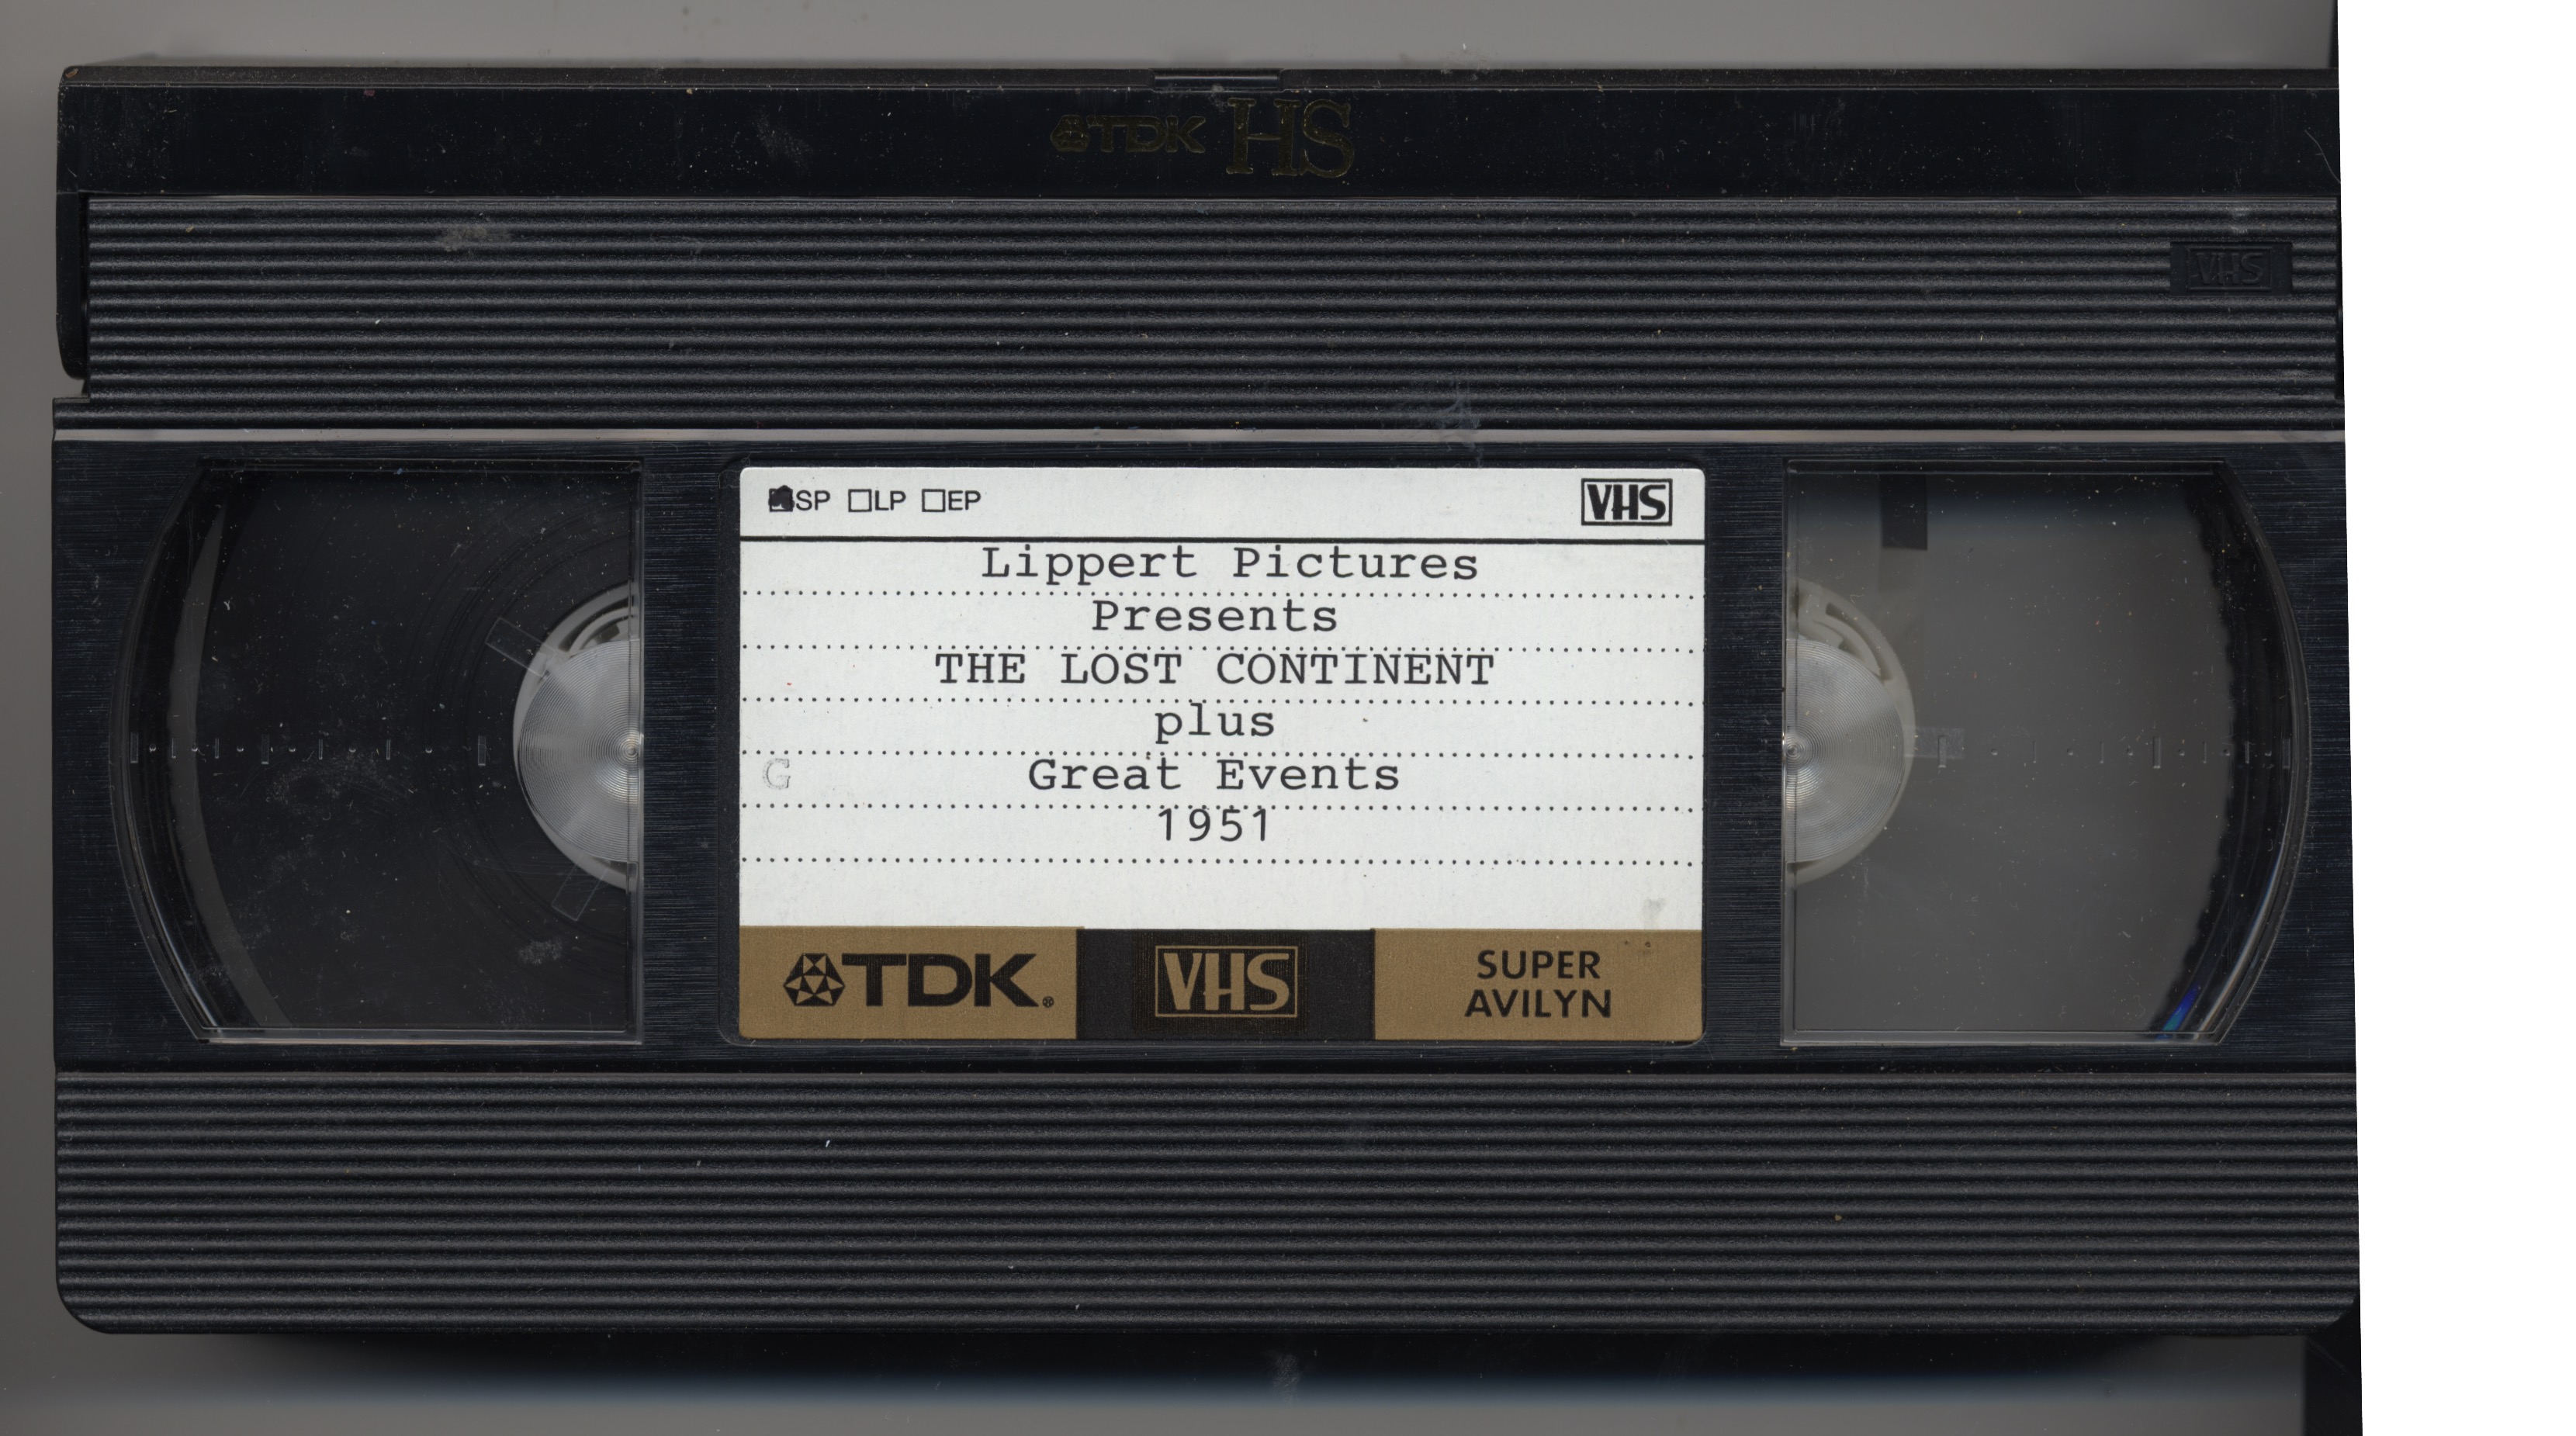 TDK HS
VHS
SP LP EP
VHS
Lippert Pictures
Presents
THE LOST CONTINENT
plus
G Great Events
1951
TDK®
VHS
SUPER
AVILYN